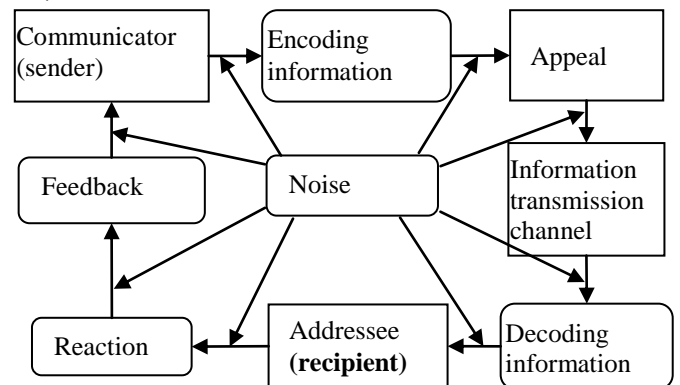 Communicator
(sender)
Encoding
information
Appeal
Feedback
Noise
Information
transmission
channel
Reaction
Addressee
(recipient)
Decoding
information